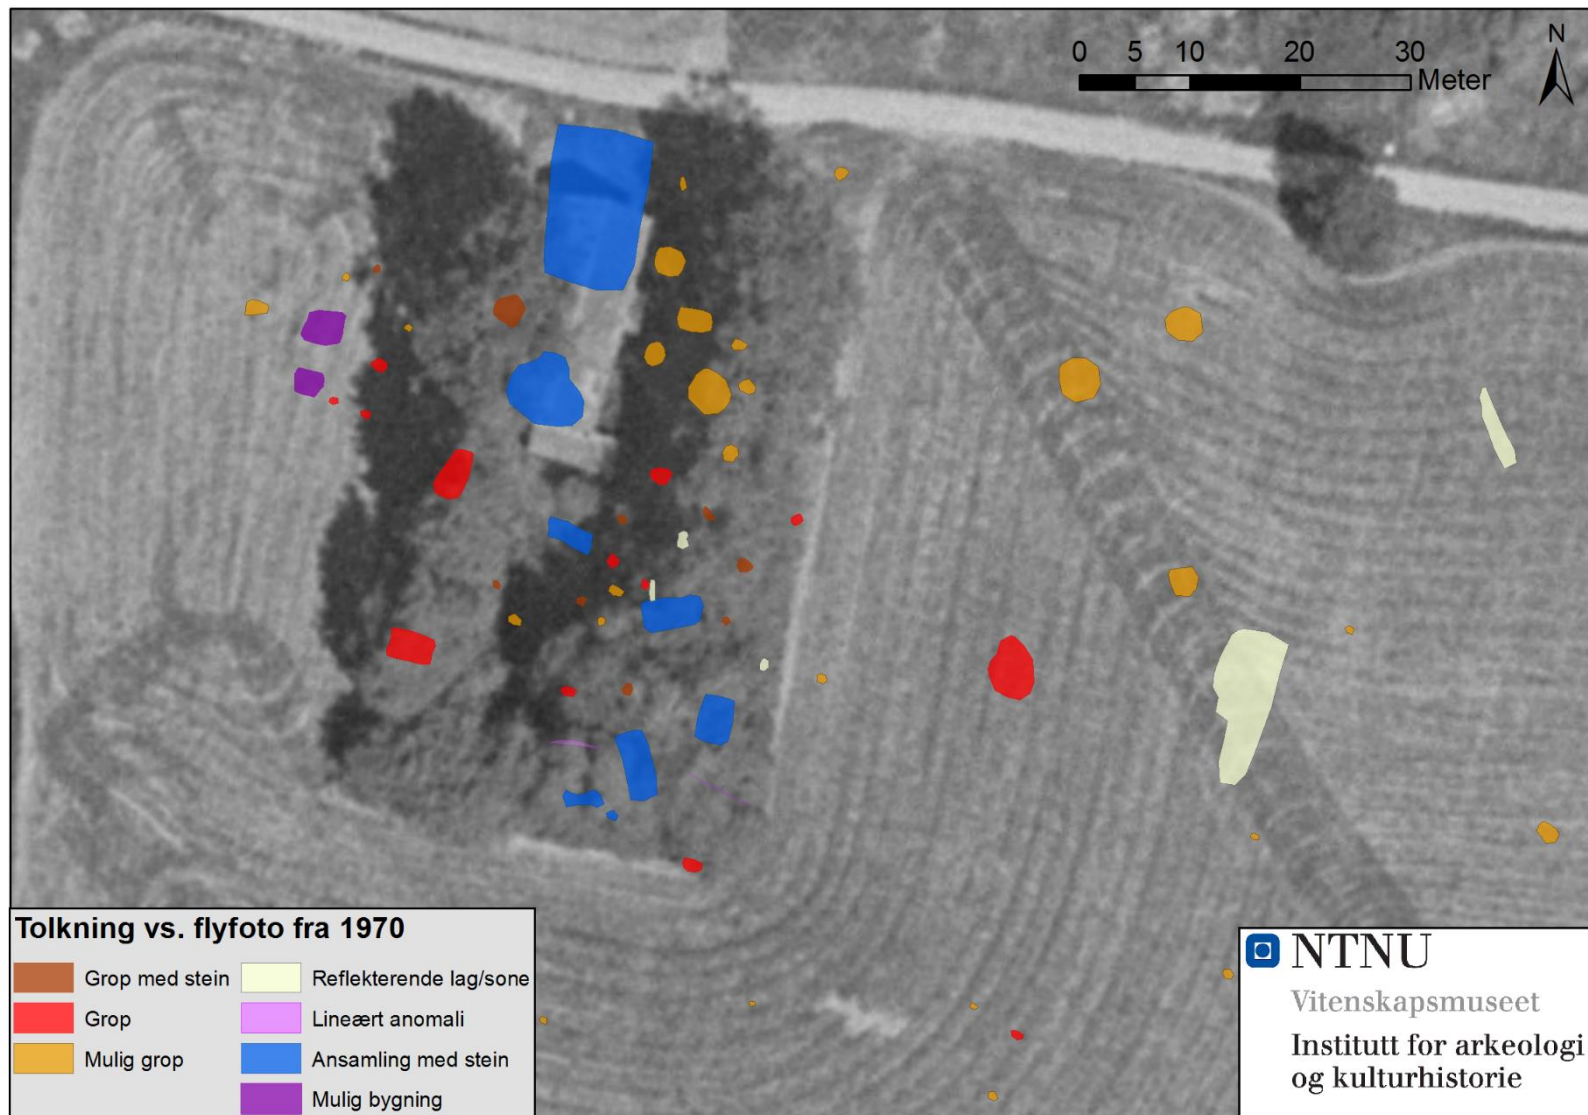 0 5 10 20 30
Meter
N
Tolkning vs. flyfoto fra 1970
Grop med stein
Grop
Mulig grop
Reflekterende lag/sone
Lineært anomali
Ansamling med stein
Mulig bygning
NTNU
Vitenskapsmuseet
Institutt for arkeologi
og kulturhistorie